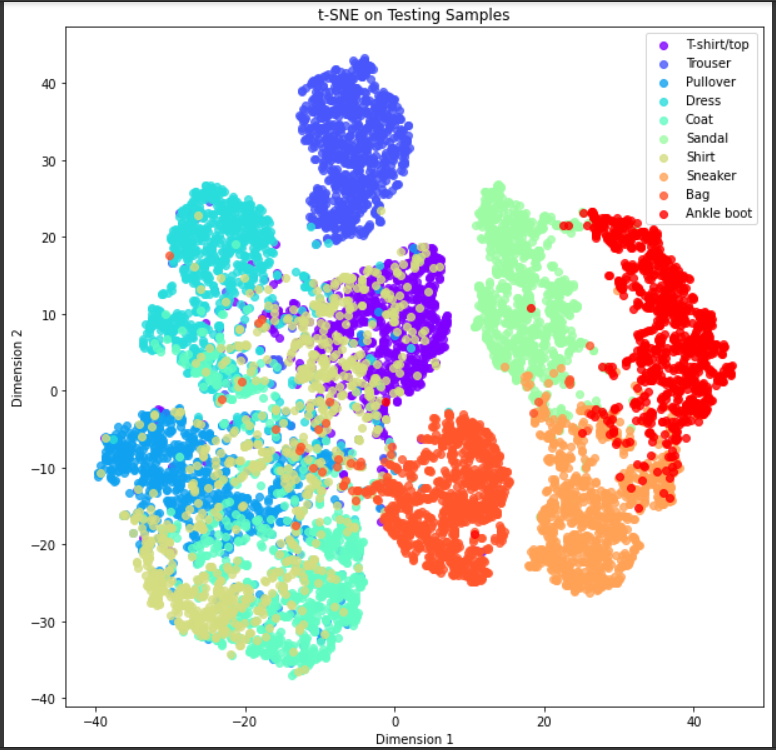 t-SNE on Testing Samples
T-shirt/top
Trouser
Pullover
Dress
Coat
Sandal
Shirt
Sneaker
Bag
Ankle boot
40
30
20
10
0
−10
−20
−30
−40
Dimension 2
−40
−20
0
20
40
Dimension 1